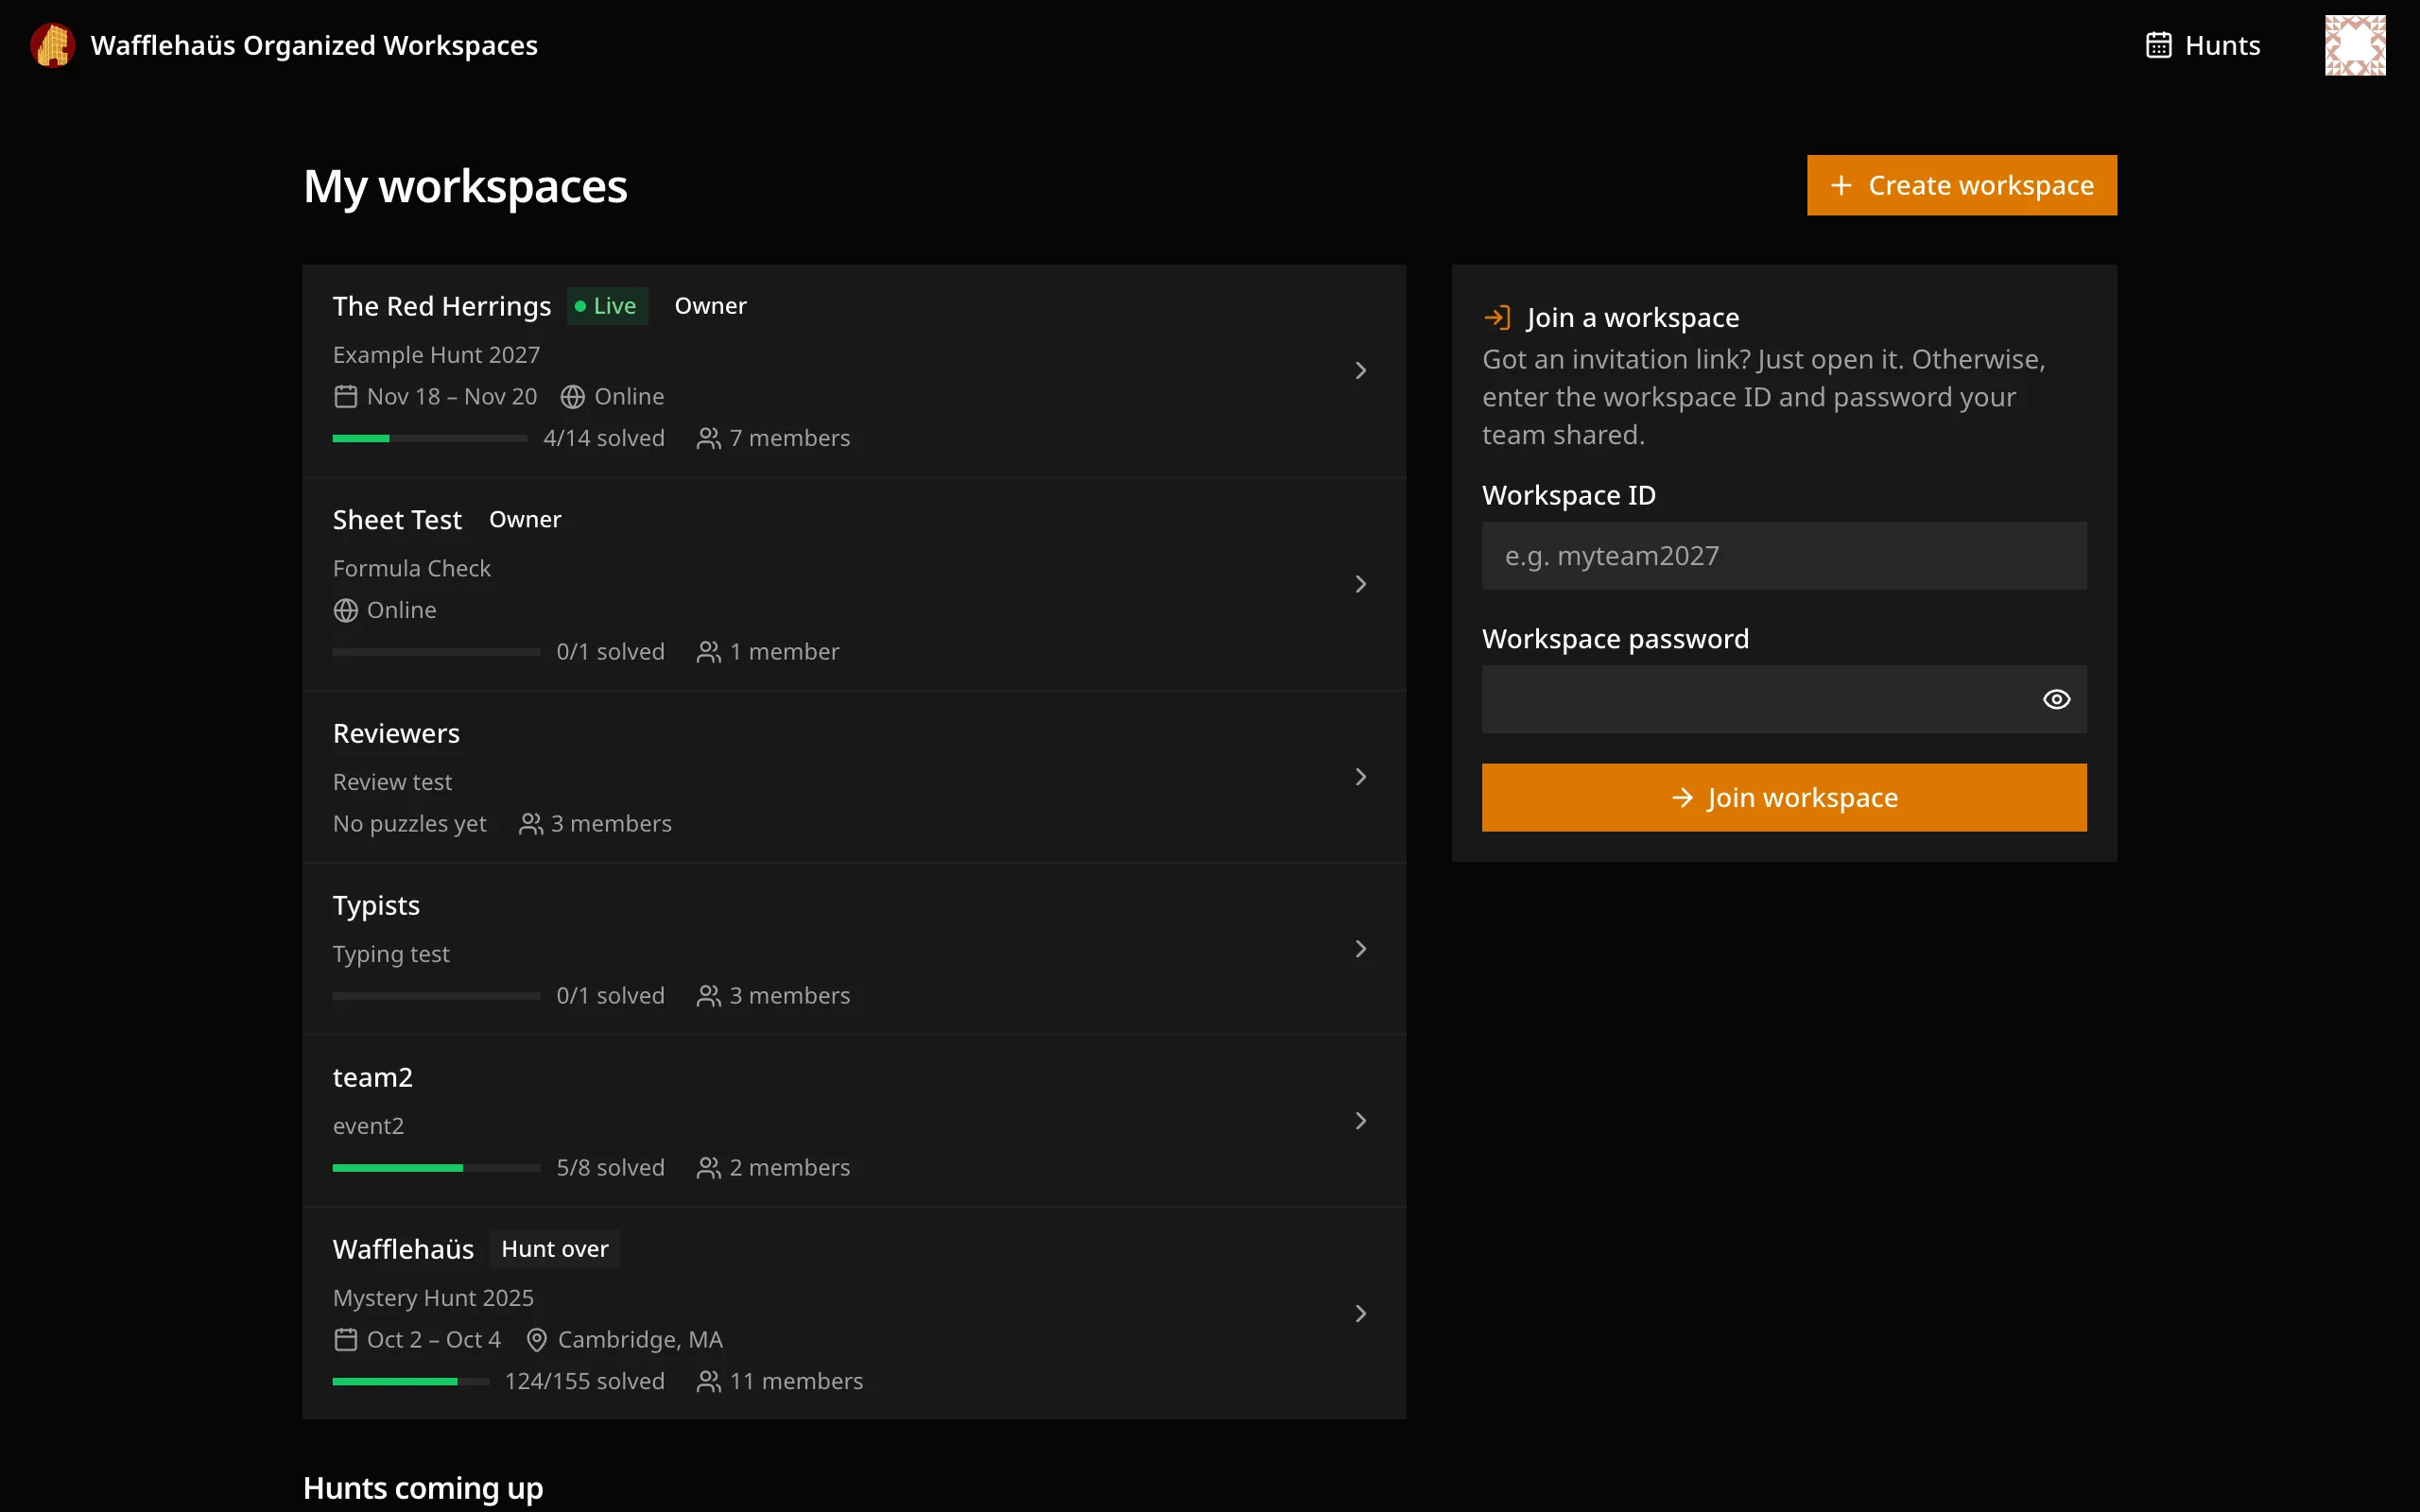 Wafflehaüs Organized Workspaces
Hunts
My workspaces
Create workspace
The Red Herrings
Live
Owner
Example Hunt 2027
Nov 18 – Nov 20
Online
4/14 solved
7 members
Sheet Test
Owner
Formula Check
Online
0/1 solved
1 member
Reviewers
Review test
No puzzles yet
3 members
Typists
Typing test
0/1 solved
3 members
team2
event2
5/8 solved
2 members
Wafflehaüs
Hunt over
Mystery Hunt 2025
Oct 2 – Oct 4
Cambridge, MA
124/155 solved
11 members
Join a workspace
Got an invitation link? Just open it. Otherwise,
enter the workspace ID and password your
team shared.
Workspace ID
e.g. myteam2027
Workspace password
Join workspace
Hunts coming up